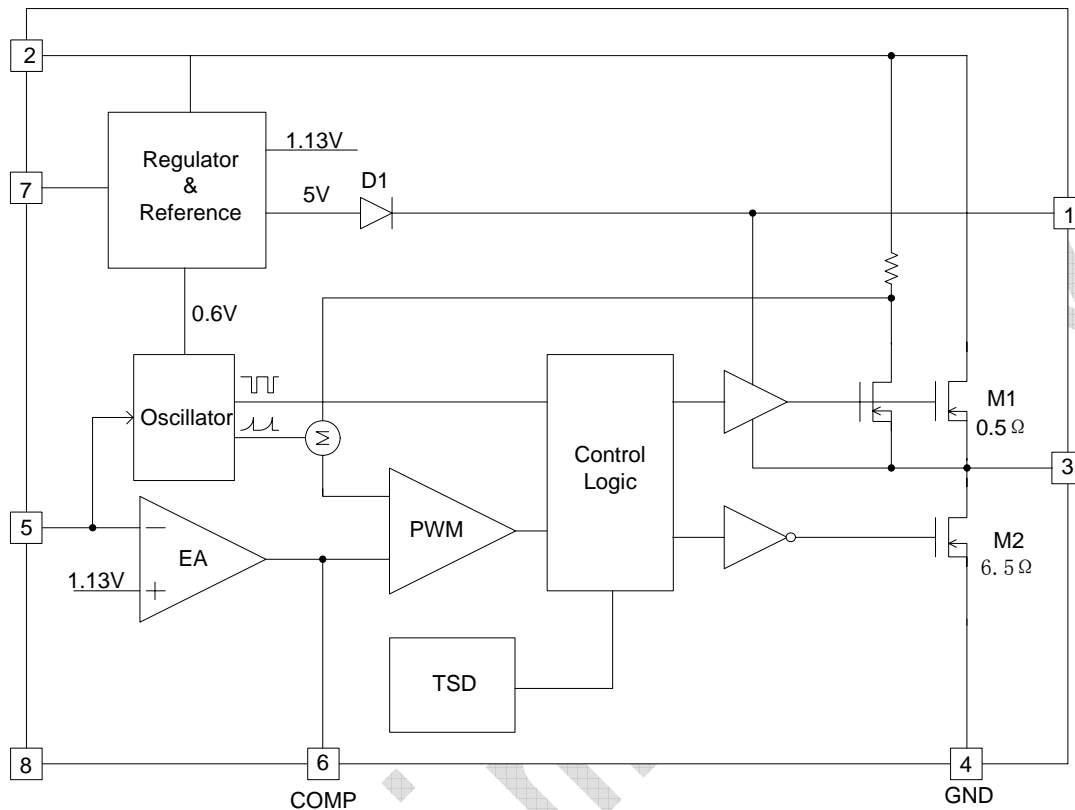 2
1.13V
Regulator
&
Reference
D1
5V
7
1
0.6V
Oscillator
Σ
M1
0.5Ω
Control
Logic
3
5
PWM
−
EA
M2
6.5Ω
1.13V
+
TSD
8
6
4
COMP
GND